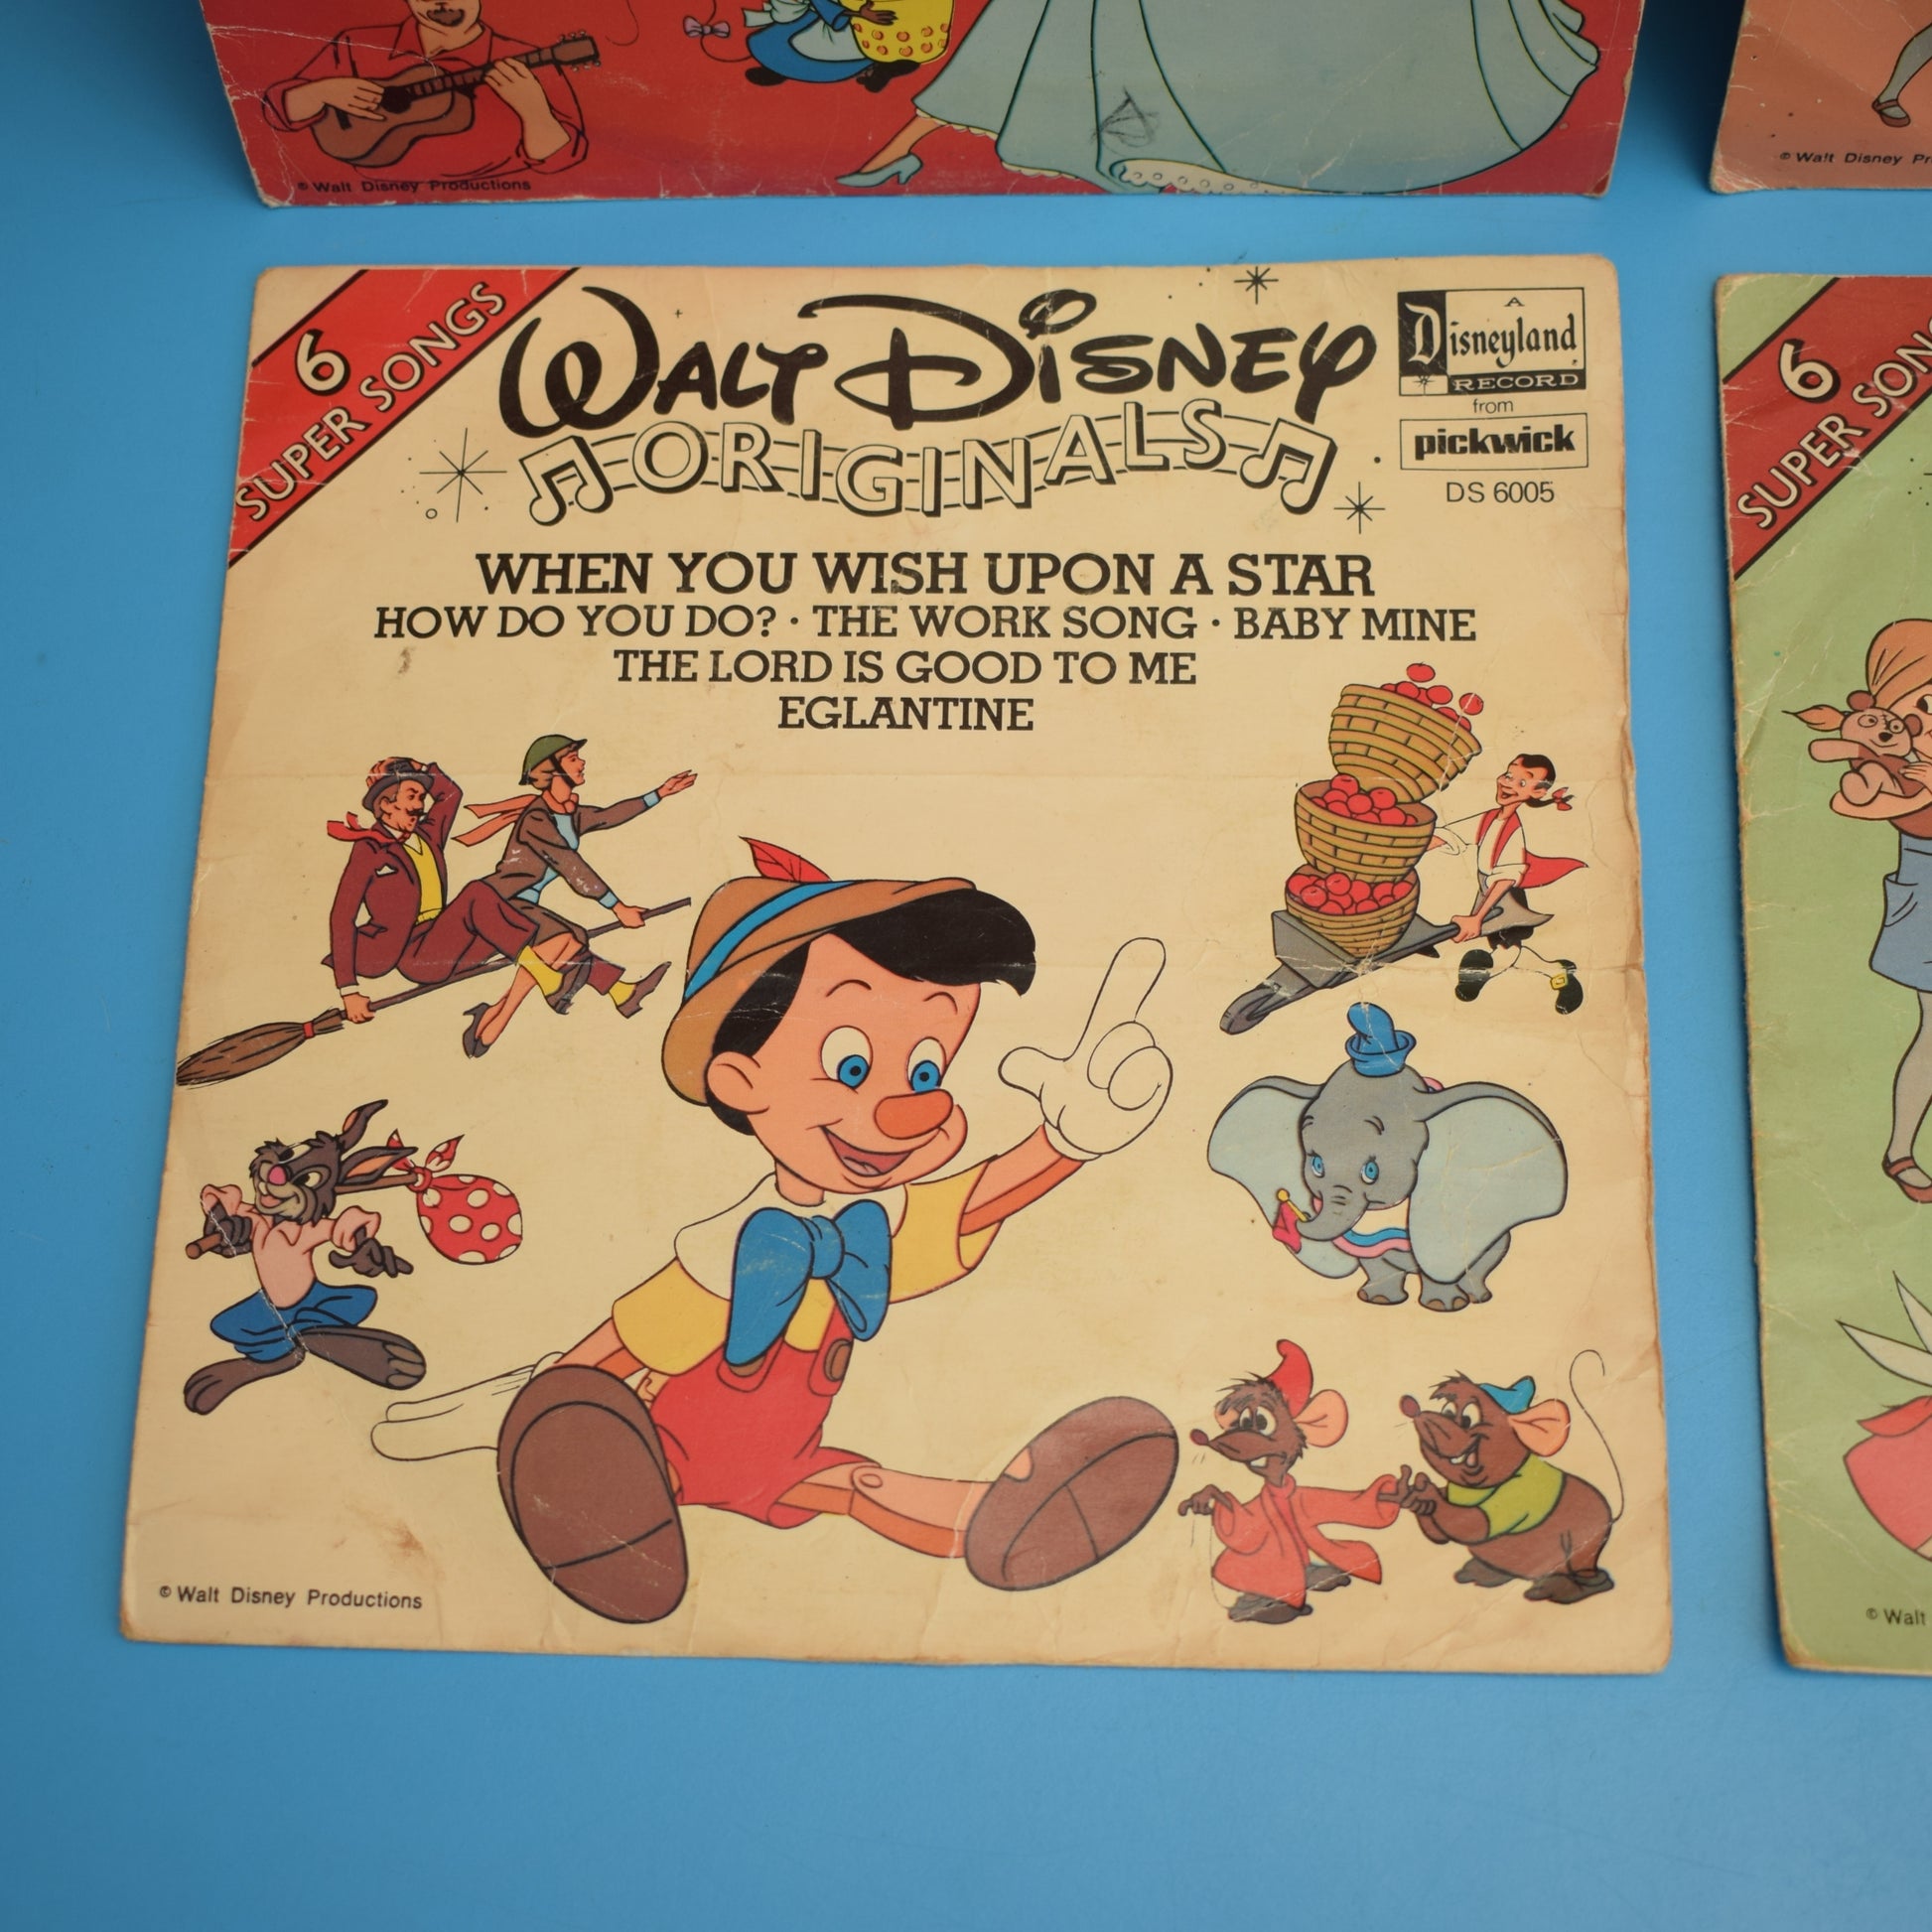 © Walt Disney Productions
© Walt Disney
6
SUPER SONGS
WALT DISNEY
ORIGINALS
A
Disneyland
RECORD
from
pickwick
DS 6005
WHEN YOU WISH UPON A STAR
HOW DO YOU DO? · THE WORK SONG · BABY MINE
THE LORD IS GOOD TO ME
EGLANTINE
© Walt Disney Productions
6
SUPER
© Walt